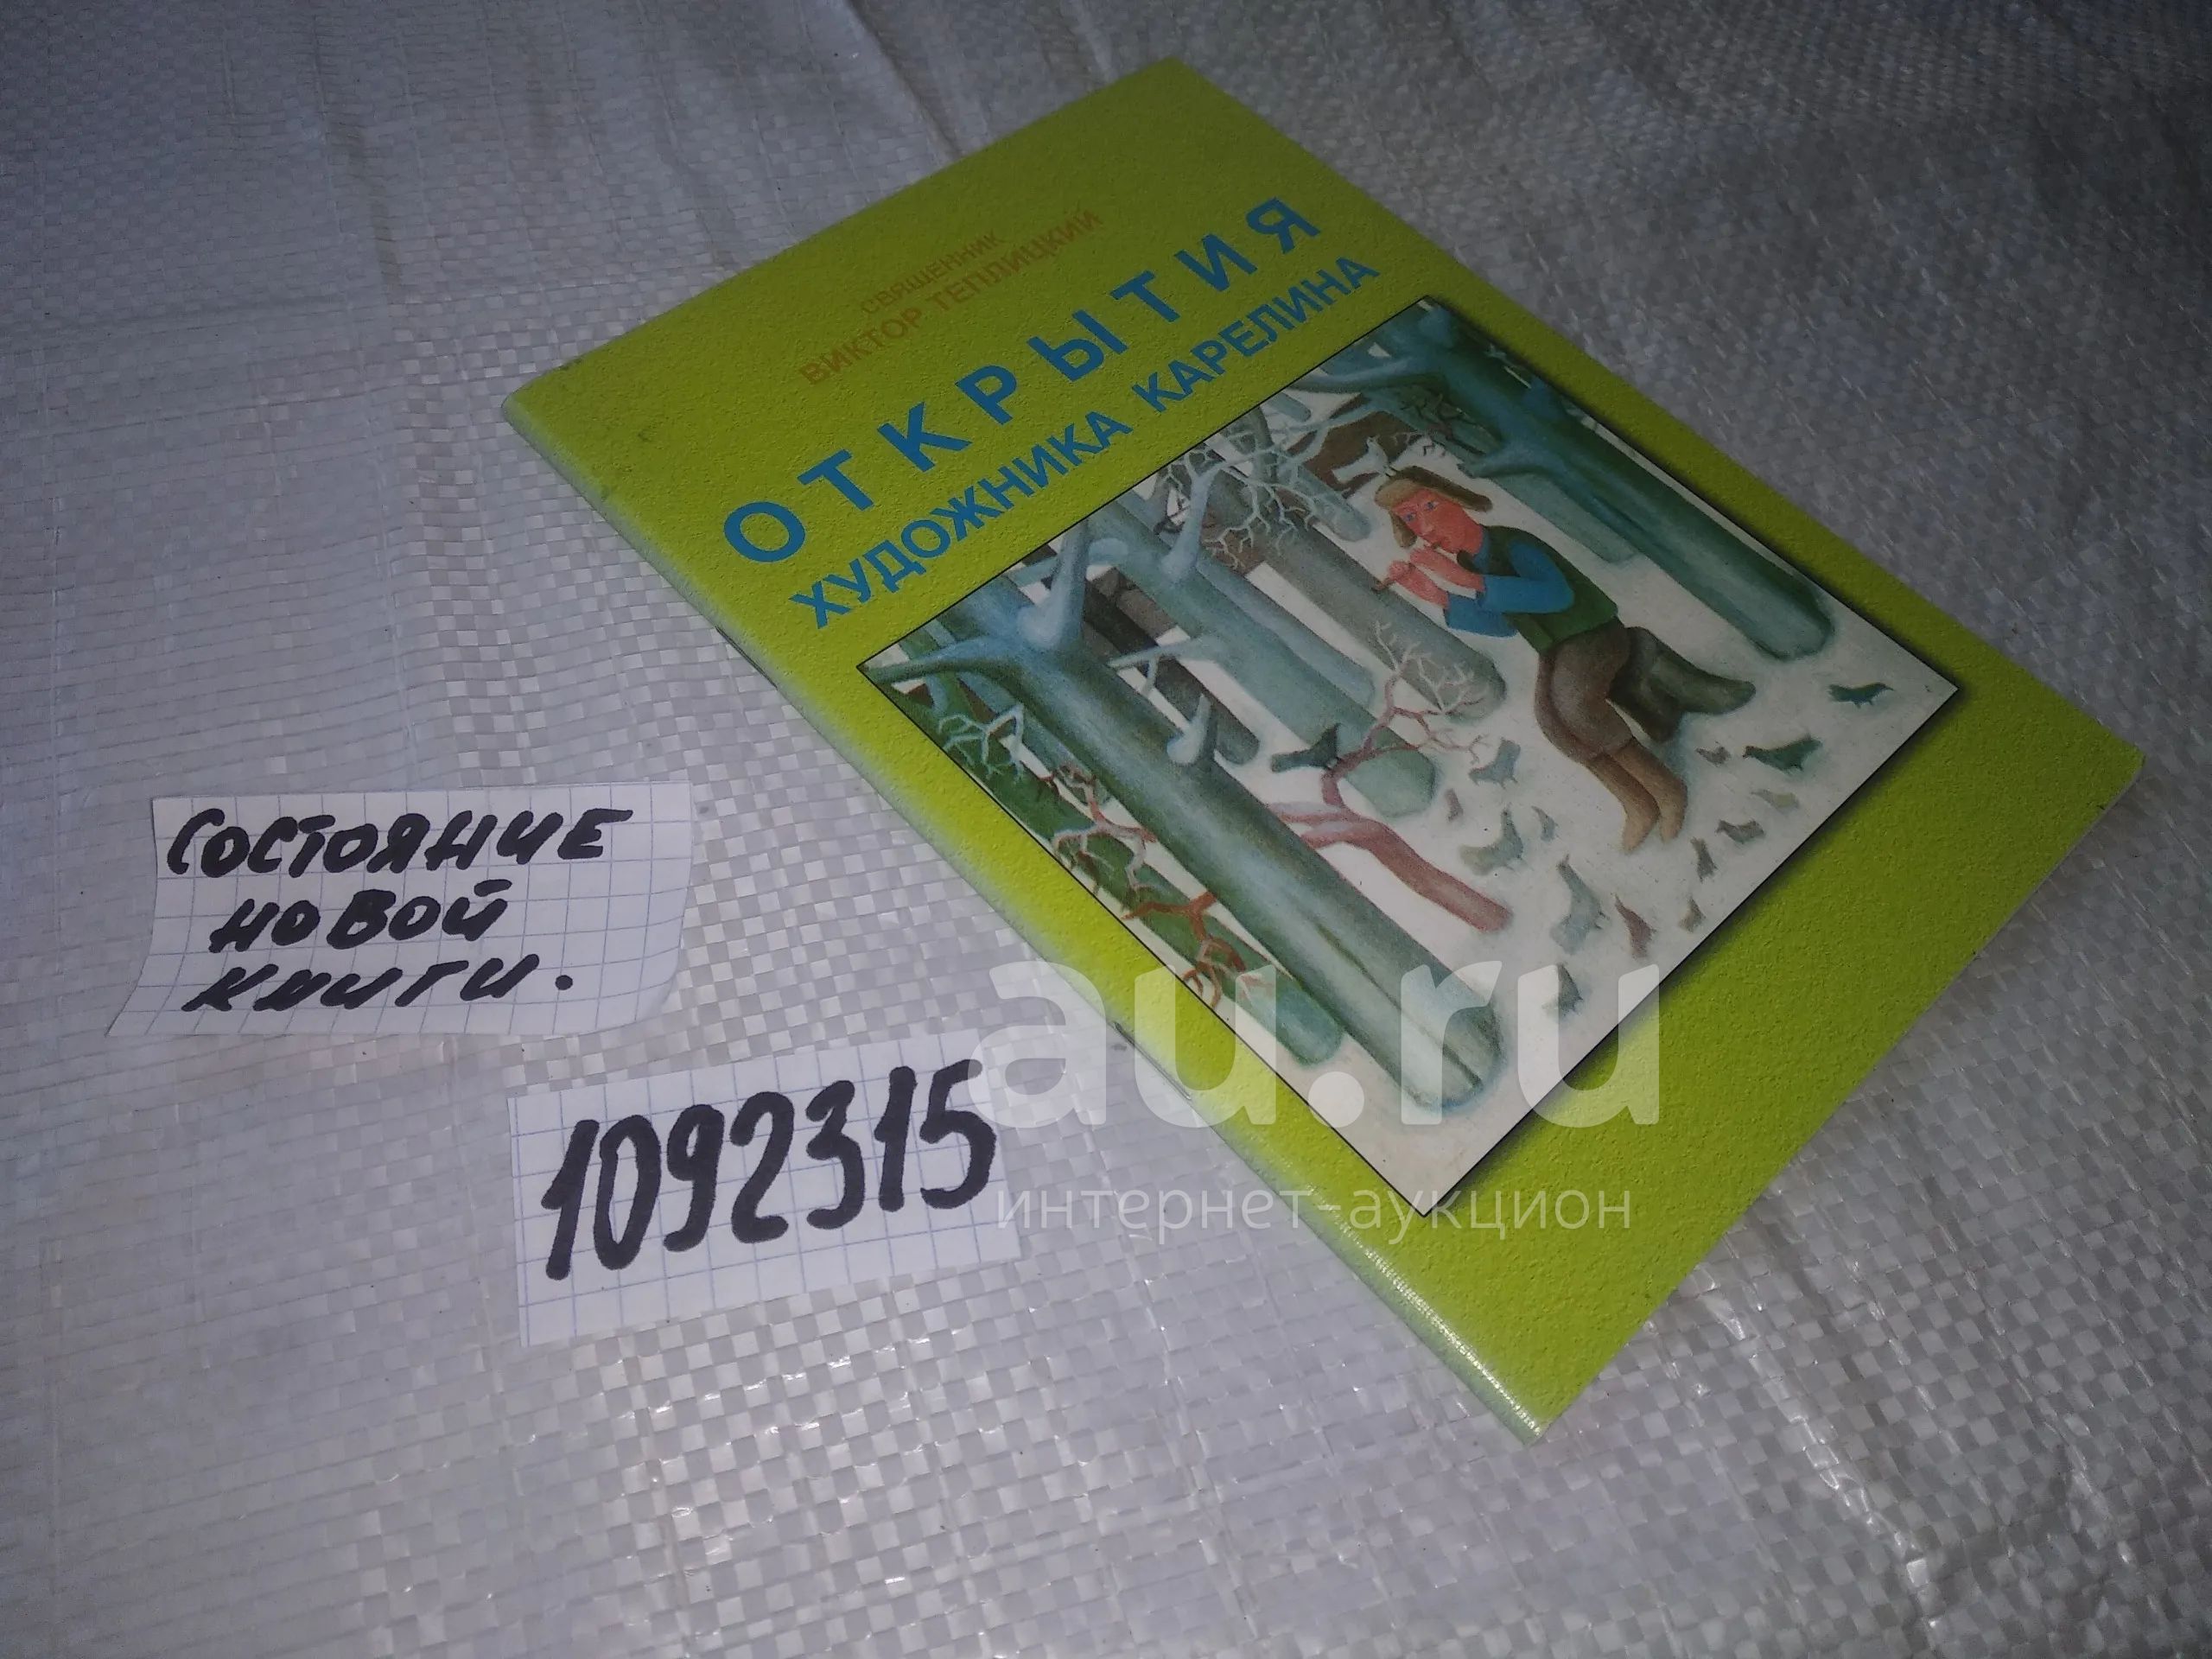 СВЯЩЕННИК
ВИКТОР ТЕПЛИЦКИЙ
ОТКРЫТИЯ
ХУДОЖНИКА КАРЕЛИНА
СОСТОЯНИЕ
НОВОЙ
КНИГИ.
1092315
au.ru
интернет-аукцион